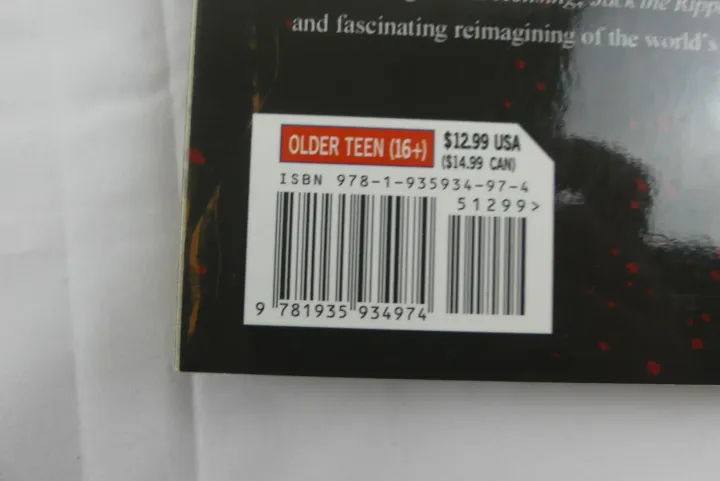 Jack the Ripp
and fascinating reimagining of the world's
OLDER TEEN (16+)
$12.99 USA
($14.99 CAN)
ISBN 978-1-935934-97-4
51299>
9 781935 934974